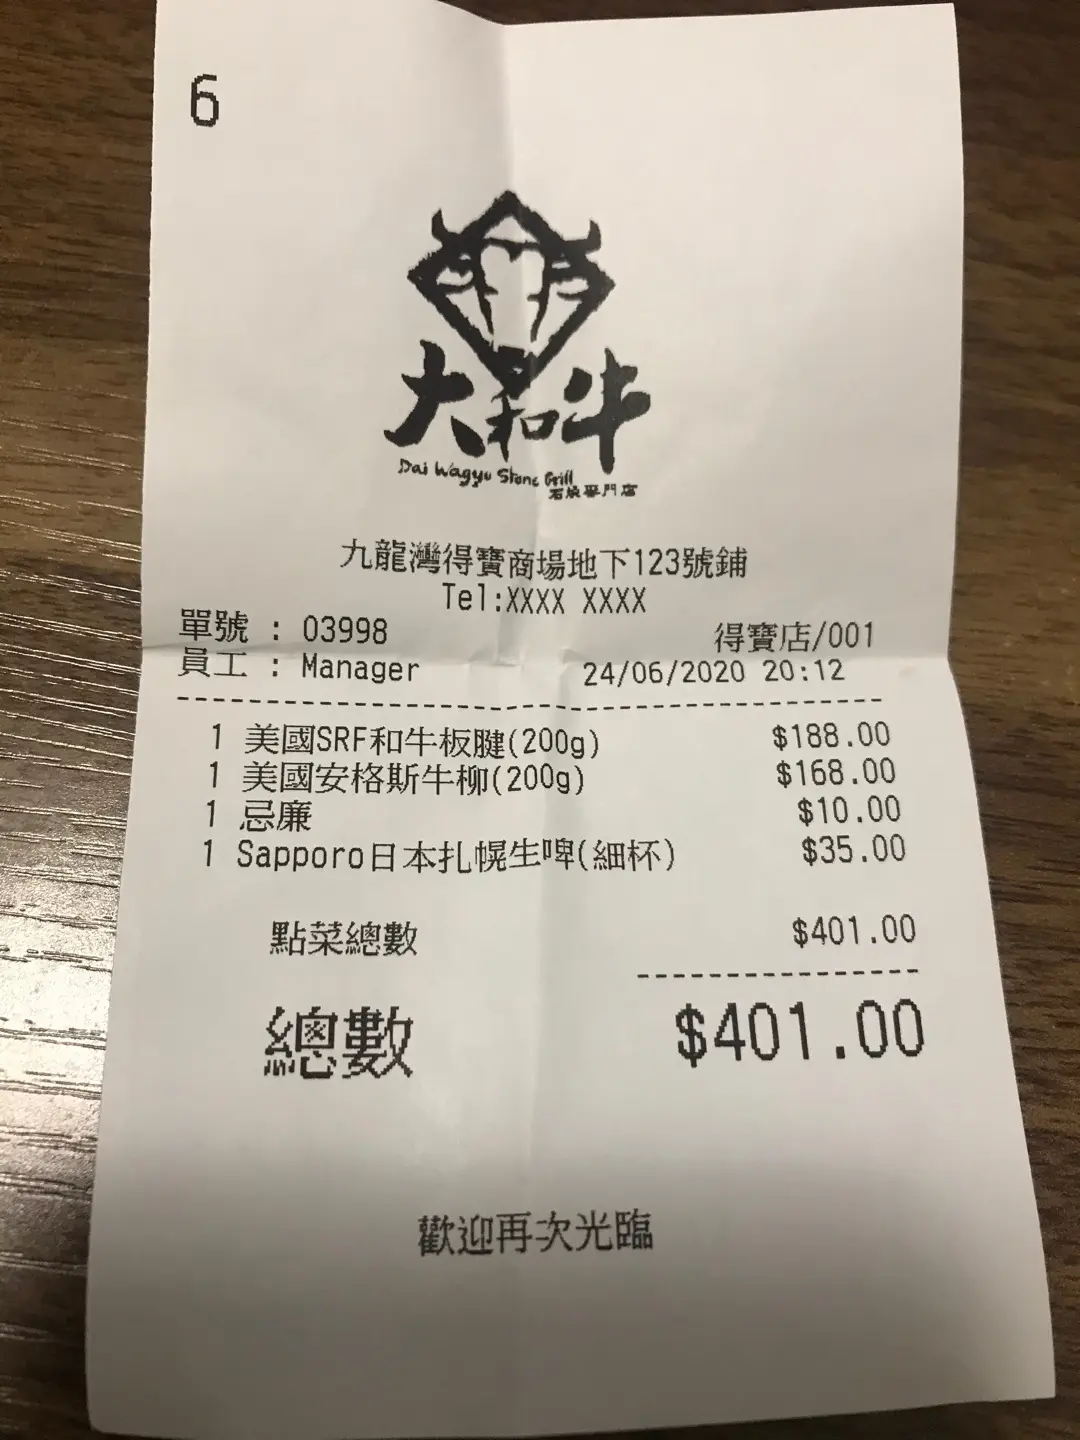 6
大和牛
Dai Wagyu Stone Grill
石燒專門店
九龍灣得寶商場地下123號鋪
Tel:XXXX XXXX
單號 : 03998 得寶店/001
員工 : Manager 24/06/2020 20:12
1 美國SRF和牛板腱(200g) $188.00
1 美國安格斯牛柳(200g) $168.00
1 忌廉 $10.00
1 Sapporo日本扎幌生啤(細杯) $35.00
點菜總數 $401.00
總數 $401.00
歡迎再次光臨